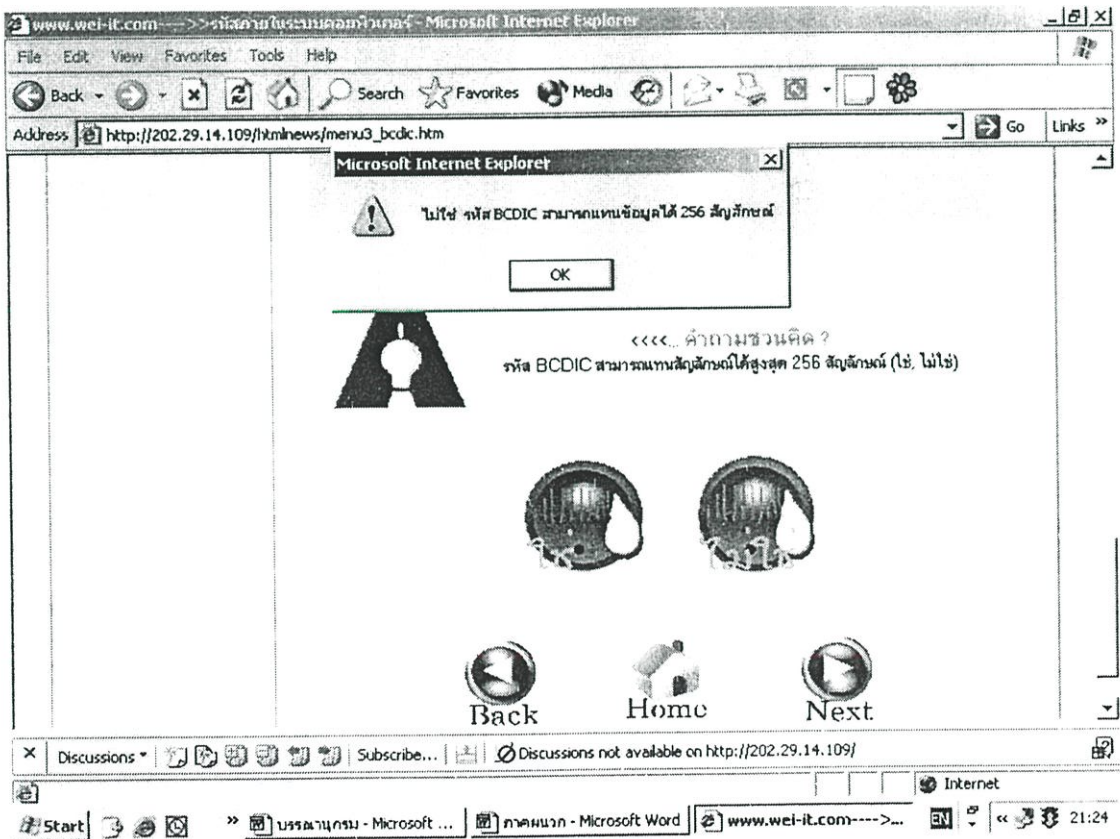 www.wei-it.com---->>รหัสภายในระบบคอมพิวเตอร์ - Microsoft Internet Explorer
File Edit View Favorites Tools Help
Back Search Favorites Media
Address http://202.29.14.109/htmlnews/menu3_bcdic.htm Go Links »
Microsoft Internet Explorer
ไม่ใช่ รหัส BCDIC สามารถแทนข้อมูลได้ 256 สัญลักษณ์
OK
<<<<... คำถามชวนคิด ?
รหัส BCDIC สามารถแทนสัญลักษณ์ได้สูงสุด 256 สัญลักษณ์ (ใช่, ไม่ใช่)
ใช่ ไม่ใช่
Back Home Next
Discussions Subscribe... Discussions not available on http://202.29.14.109/
Internet
Start » บรรณานุกรม - Microsoft ... ภาคผนวก - Microsoft Word www.wei-it.com---->... EN « 21:24